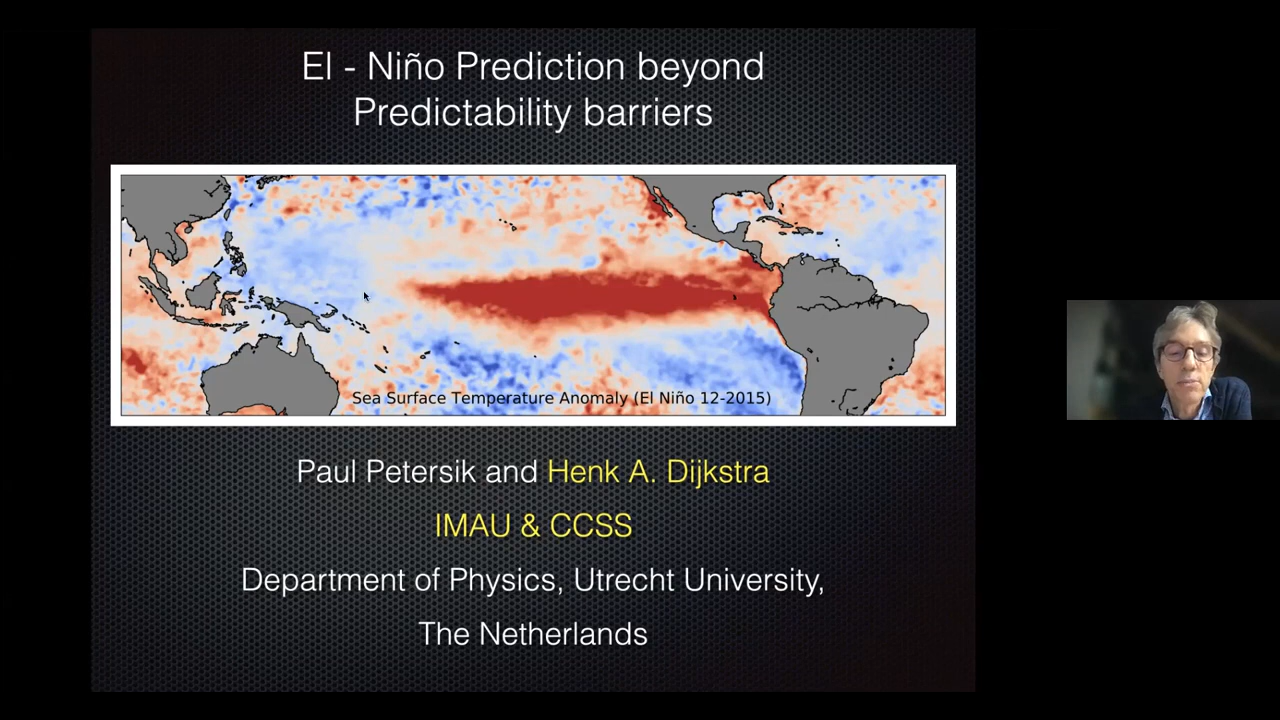 El - Niño Prediction beyond
Predictability barriers
Sea Surface Temperature Anomaly (El Niño 12-2015)
Paul Petersik and Henk A. Dijkstra
IMAU & CCSS
Department of Physics, Utrecht University,
The Netherlands